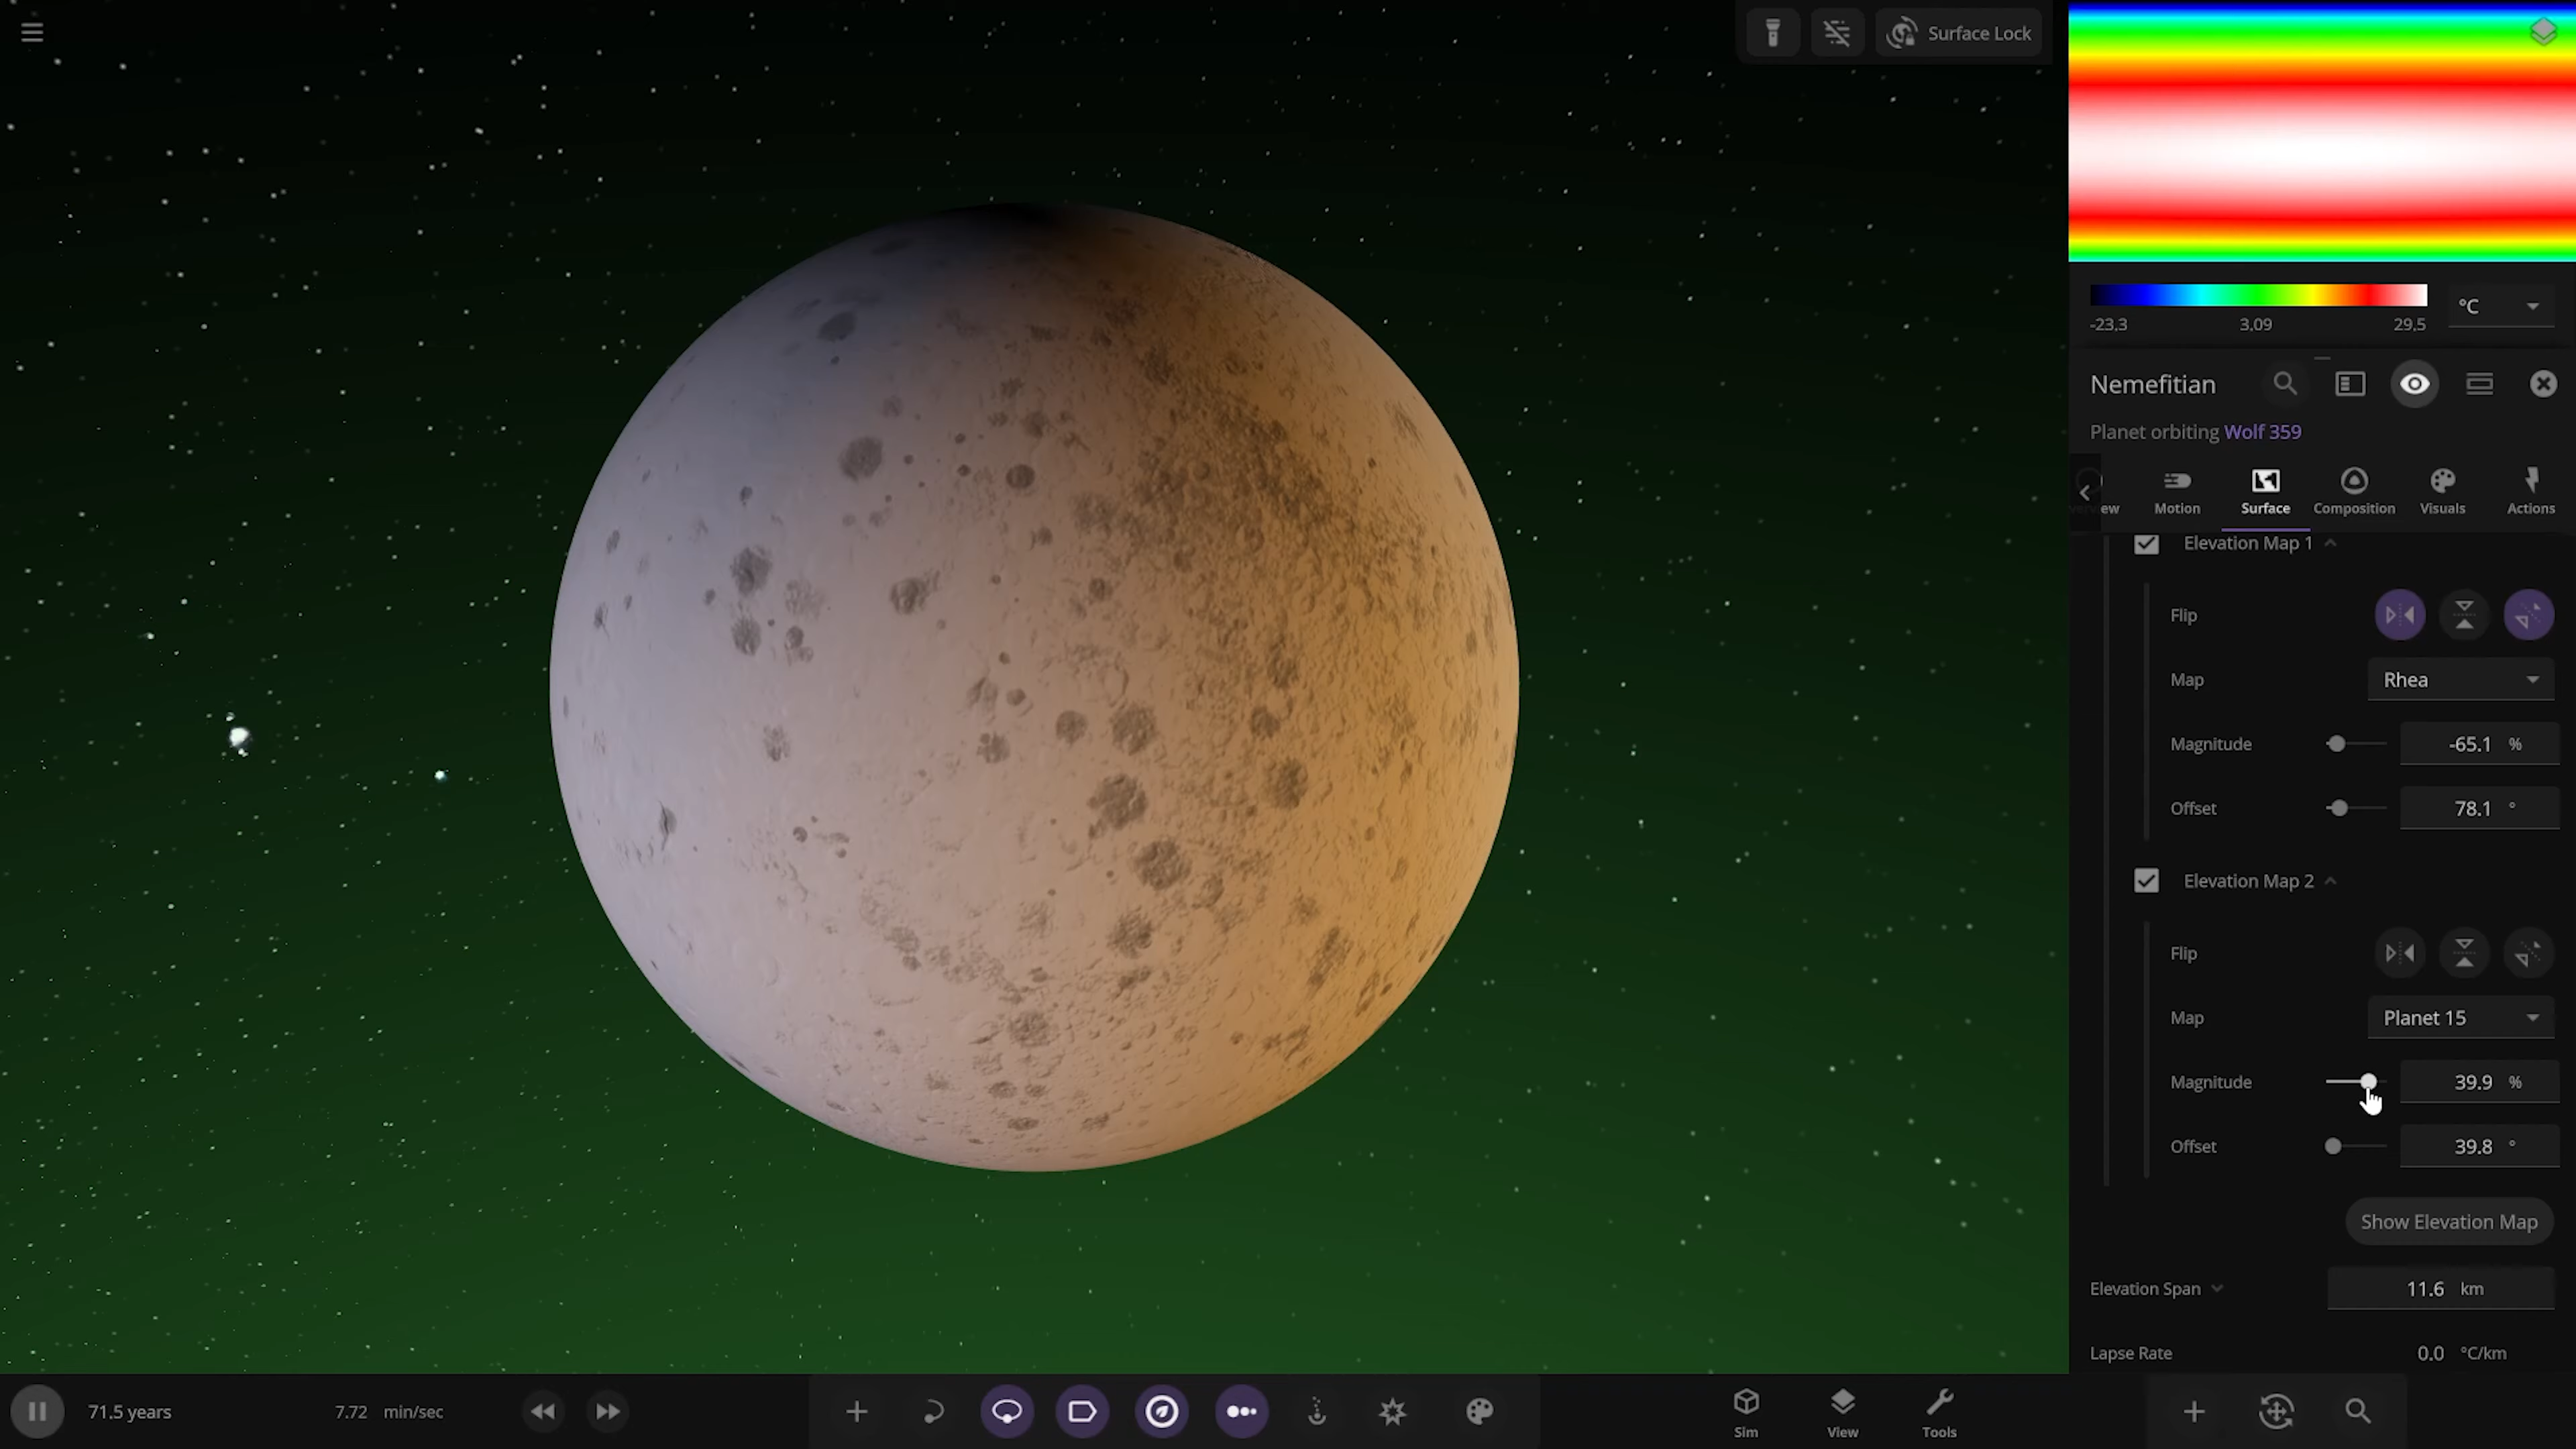 Surface Lock
°C
-23,3 3,09 29,5
Nemefitian
Planet orbiting Wolf 359
ew Motion Surface Composition Visuals Actions
Elevation Map 1
Flip
Map Rhea
Magnitude -65.1 %
Offset 78.1 °
Elevation Map 2
Flip
Map Planet 15
Magnitude 39.9 %
Offset 39.8 °
Show Elevation Map
Elevation Span 11.6 km
Lapse Rate 0.0 °C/km
71.5 years 7.72 min/sec Sim View Tools